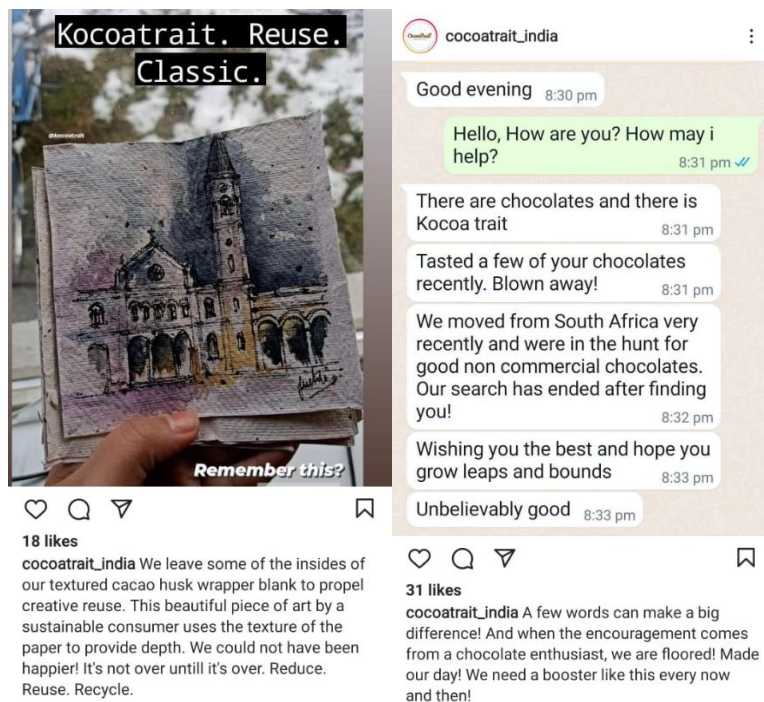 Kocoatrait. Reuse.
Classic.
@kocoatrait
Remember this?
18 likes
cocoatrait_india We leave some of the insides of
our textured cacao husk wrapper blank to propel
creative reuse. This beautiful piece of art by a
sustainable consumer uses the texture of the
paper to provide depth. We could not have been
happier! It's not over untill it's over. Reduce.
Reuse. Recycle.
cocoatrait_india
Good evening 8:30 pm
Hello, How are you? How may i
help? 8:31 pm
There are chocolates and there is
Kocoa trait 8:31 pm
Tasted a few of your chocolates
recently. Blown away! 8:31 pm
We moved from South Africa very
recently and were in the hunt for
good non commercial chocolates.
Our search has ended after finding
you! 8:32 pm
Wishing you the best and hope you
grow leaps and bounds 8:33 pm
Unbelievably good 8:33 pm
31 likes
cocoatrait_india A few words can make a big
difference! And when the encouragement comes
from a chocolate enthusiast, we are floored! Made
our day! We need a booster like this every now
and then!